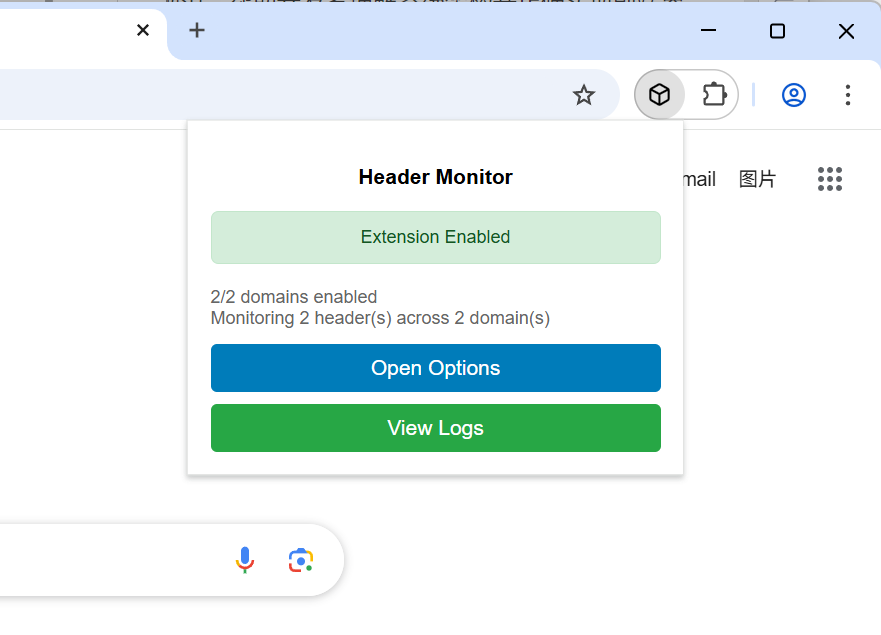 mail 图片
Header Monitor
Extension Enabled
2/2 domains enabled
Monitoring 2 header(s) across 2 domain(s)
Open Options
View Logs